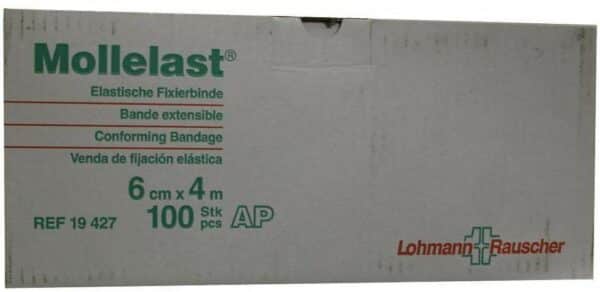 Mollelast®
Elastische Fixierbinde
Bande extensible
Conforming Bandage
Venda de fijación elástica
6 cm x 4 m
REF 19 427 100 Stk pcs AP
Lohmann Rauscher